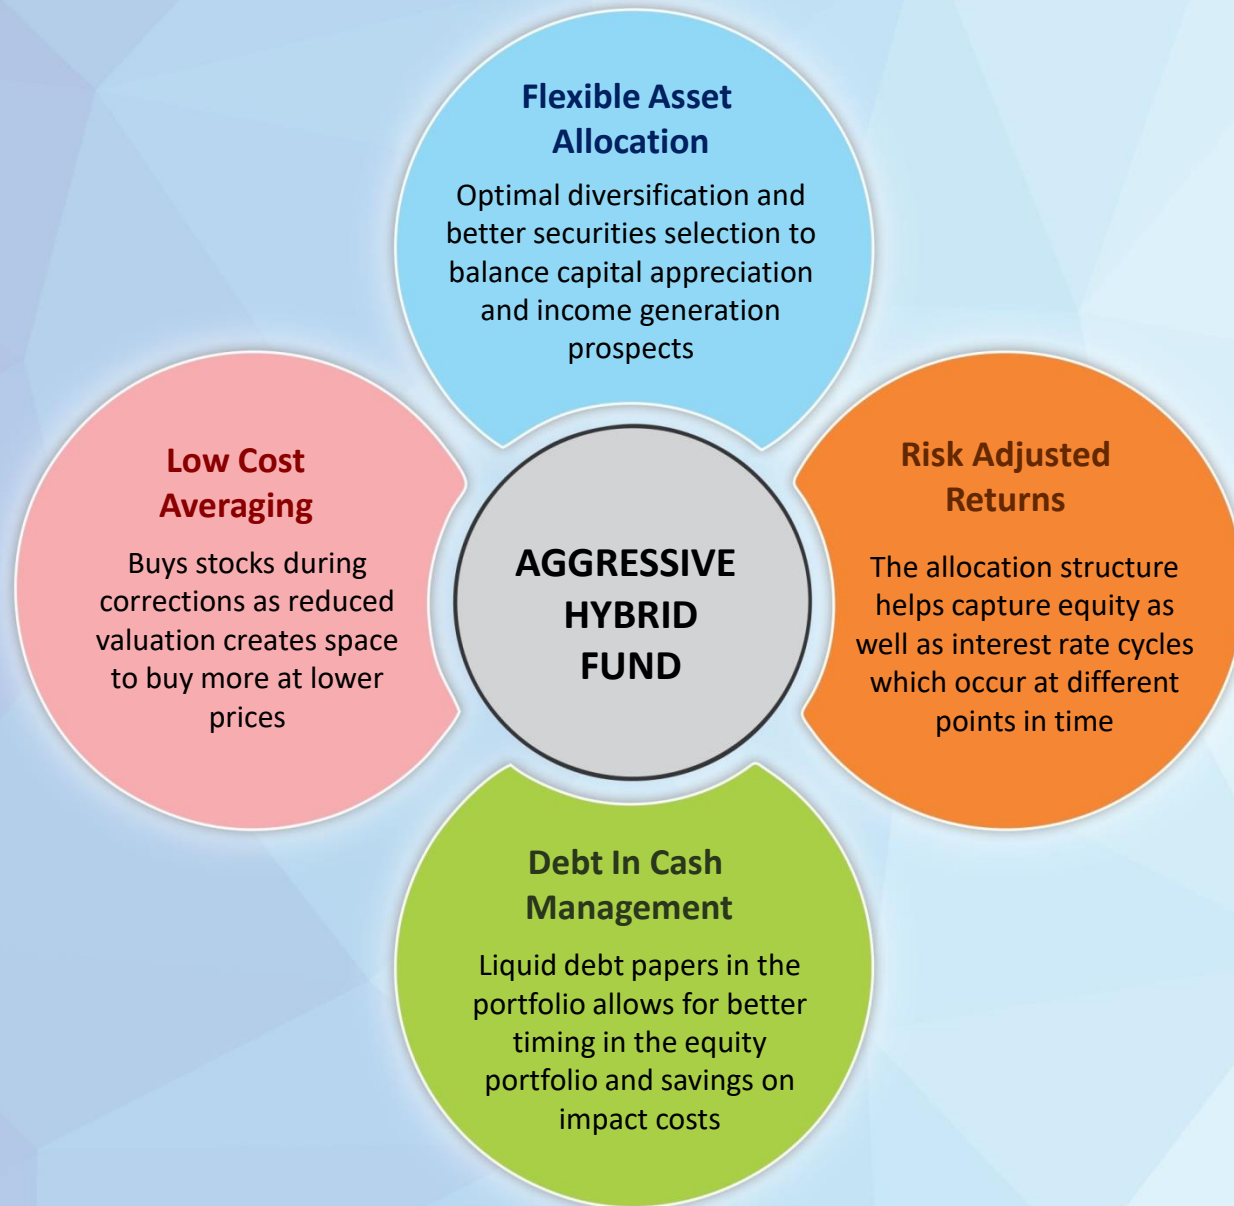 Flexible Asset
Allocation
Optimal diversification and
better securities selection to
balance capital appreciation
and income generation
prospects
Low Cost
Averaging
Buys stocks during
corrections as reduced
valuation creates space
to buy more at lower
prices
AGGRESSIVE
HYBRID
FUND
Risk Adjusted
Returns
The allocation structure
helps capture equity as
well as interest rate cycles
which occur at different
points in time
Debt In Cash
Management
Liquid debt papers in the
portfolio allows for better
timing in the equity
portfolio and savings on
impact costs